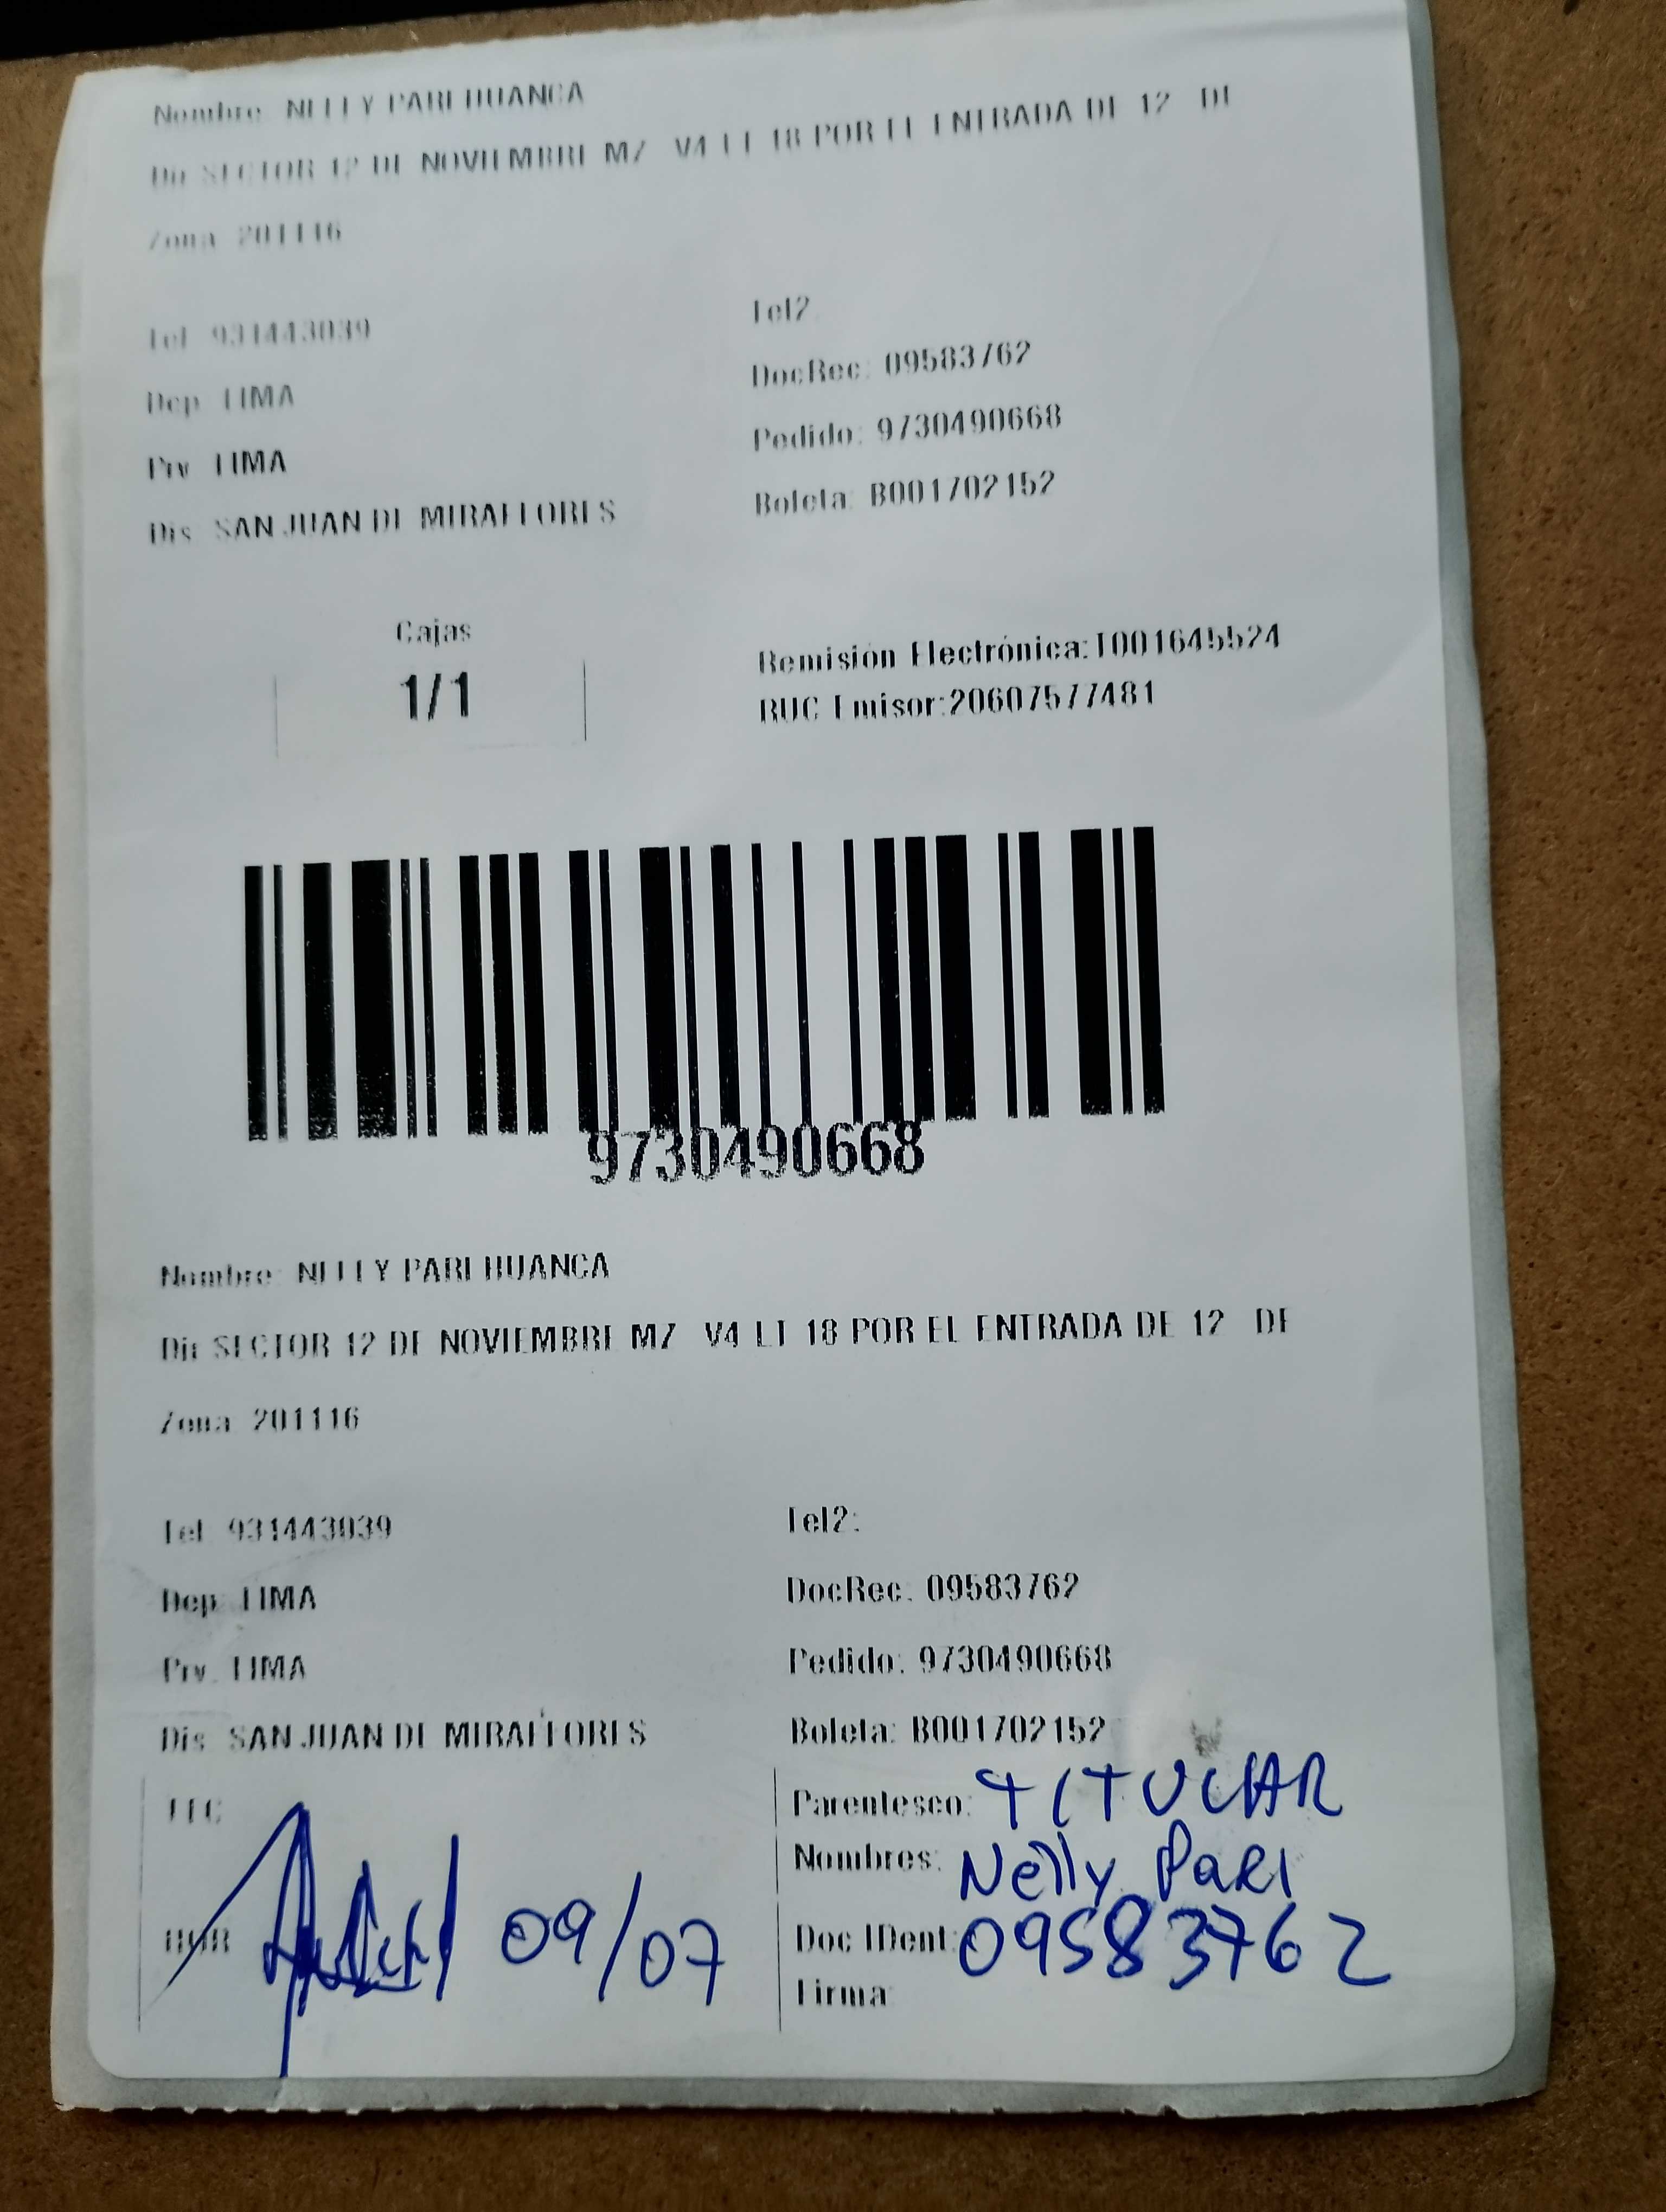 Nombre: NELLY PARI HUANCA
Dir: SECTOR 12 DE NOVIEMBRE MZ V4 LT 18 POR EL ENTRADA DE 12 DE
Zona: 201116
Tel: 931443039
Tel2:
Dep: LIMA
DocRec: 09583762
Prv: LIMA
Pedido: 9730490668
Dis: SAN JUAN DE MIRAFLORES
Boleta: B001702152
Cajas
1/1
Remisión Electrónica:T001645524
RUC Emisor:20607577481
9730490668
Nombre: NELLY PARI HUANCA
Dir: SECTOR 12 DE NOVIEMBRE MZ V4 LT 18 POR EL ENTRADA DE 12 DE
Zona: 201116
Tel: 931443039
Tel2:
Dep: LIMA
DocRec: 09583762
Prv: LIMA
Pedido: 9730490668
Dis: SAN JUAN DE MIRAFLORES
Boleta: B001702152
Parentesco: TITULAR
Nombres: Nelly Pari
HOR 09/07
Doc IDent: 09583762
Firma: